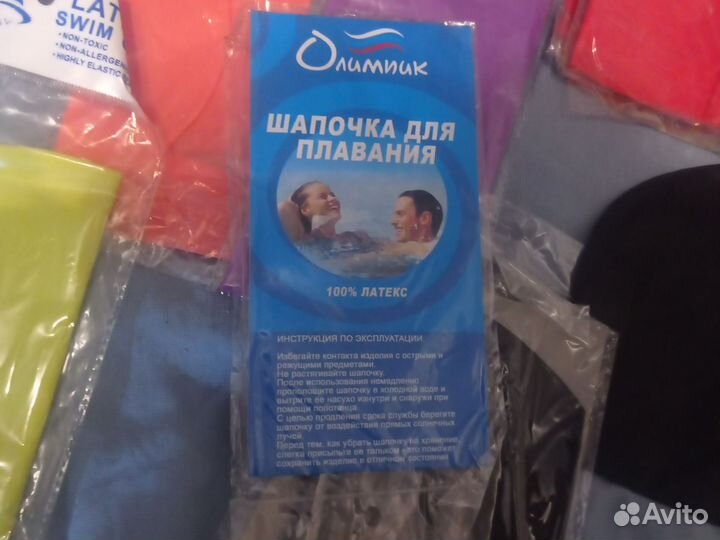 LAT
SWIM
•NON-TOXIC
•NON-ALLERGEN
•HIGHLY ELASTIC
Олимпик
ШАПОЧКА ДЛЯ
ПЛАВАНИЯ
100% ЛАТЕКС
ИНСТРУКЦИЯ ПО ЭКСПЛУАТАЦИИ
Избегайте контакта изделия с острыми и
режущими предметами.
Не растягивайте шапочку.
После использования немедленно
прополощите шапочку в холодной воде и
вытрите ее насухо изнутри и снаружи при
помощи полотенца.
С целью продления срока службы берегите
шапочку от воздействия прямых солнечных
лучей.
Перед тем, как убрать шапочку на хранение,
слегка присыпьте ее тальком - это поможет
сохранить изделие в отличном состоянии
Avito